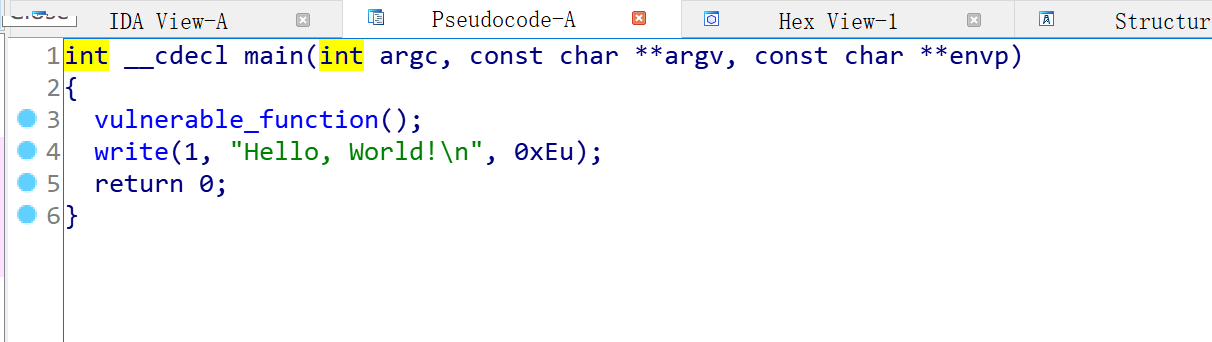 Close
IDA View-A Pseudocode-A Hex View-1 Structur
1 int __cdecl main(int argc, const char **argv, const char **envp)
2 {
3   vulnerable_function();
4   write(1, "Hello, World!\n", 0xEu);
5   return 0;
6 }